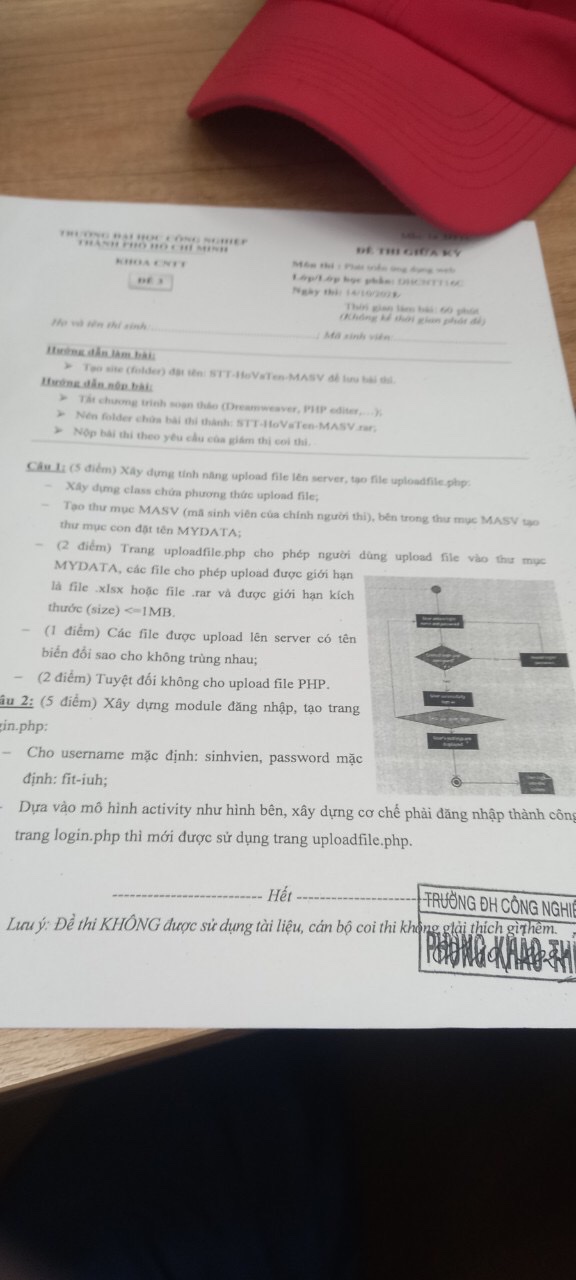 TRƯỜNG ĐẠI HỌC CÔNG NGHIỆP
THÀNH PHỐ HỒ CHÍ MINH
KHOA CNTT
ĐỀ 3
ĐỀ THI GIỮA KỲ
Môn thi : Phát triển ứng dụng web
Lớp/Lớp học phần: DHCNTT16C
Ngày thi: 14/10/2023
Thời gian làm bài: 60 phút
(Không kể thời gian phát đề)
Họ và tên thí sinh: ; Mã sinh viên:
Hướng dẫn làm bài:
➢ Tạo site (folder) đặt tên: STT-HoVaTen-MASV để lưu bài thi.
Hướng dẫn nộp bài:
➢ Tắt chương trình soạn thảo (Dreamweaver, PHP editer,…);
➢ Nén folder chứa bài thi thành: STT-HoVaTen-MASV.rar;
➢ Nộp bài thi theo yêu cầu của giám thị coi thi.
Câu 1: (5 điểm) Xây dựng tính năng upload file lên server, tạo file uploadfile.php:
− Xây dựng class chứa phương thức upload file;
− Tạo thư mục MASV (mã sinh viên của chính người thi), bên trong thư mục MASV tạo
thư mục con đặt tên MYDATA;
− (2 điểm) Trang uploadfile.php cho phép người dùng upload file vào thư mục
MYDATA, các file cho phép upload được giới hạn
là file .xlsx hoặc file .rar và được giới hạn kích
thước (size) <=1MB.
− (1 điểm) Các file được upload lên server có tên
biến đổi sao cho không trùng nhau;
− (2 điểm) Tuyệt đối không cho upload file PHP.
âu 2: (5 điểm) Xây dựng module đăng nhập, tạo trang
gin.php:
− Cho username mặc định: sinhvien, password mặc
định: fit-iuh;
- Dựa vào mô hình activity như hình bên, xây dựng cơ chế phải đăng nhập thành công
trang login.php thì mới được sử dụng trang uploadfile.php.
-------------------------- Hết --------------------
Lưu ý: Đề thi KHÔNG được sử dụng tài liệu, cán bộ coi thi không giải thích gì thêm.
TRƯỜNG ĐH CÔNG NGHIỆ
PHÒNG KHẢO THÍ